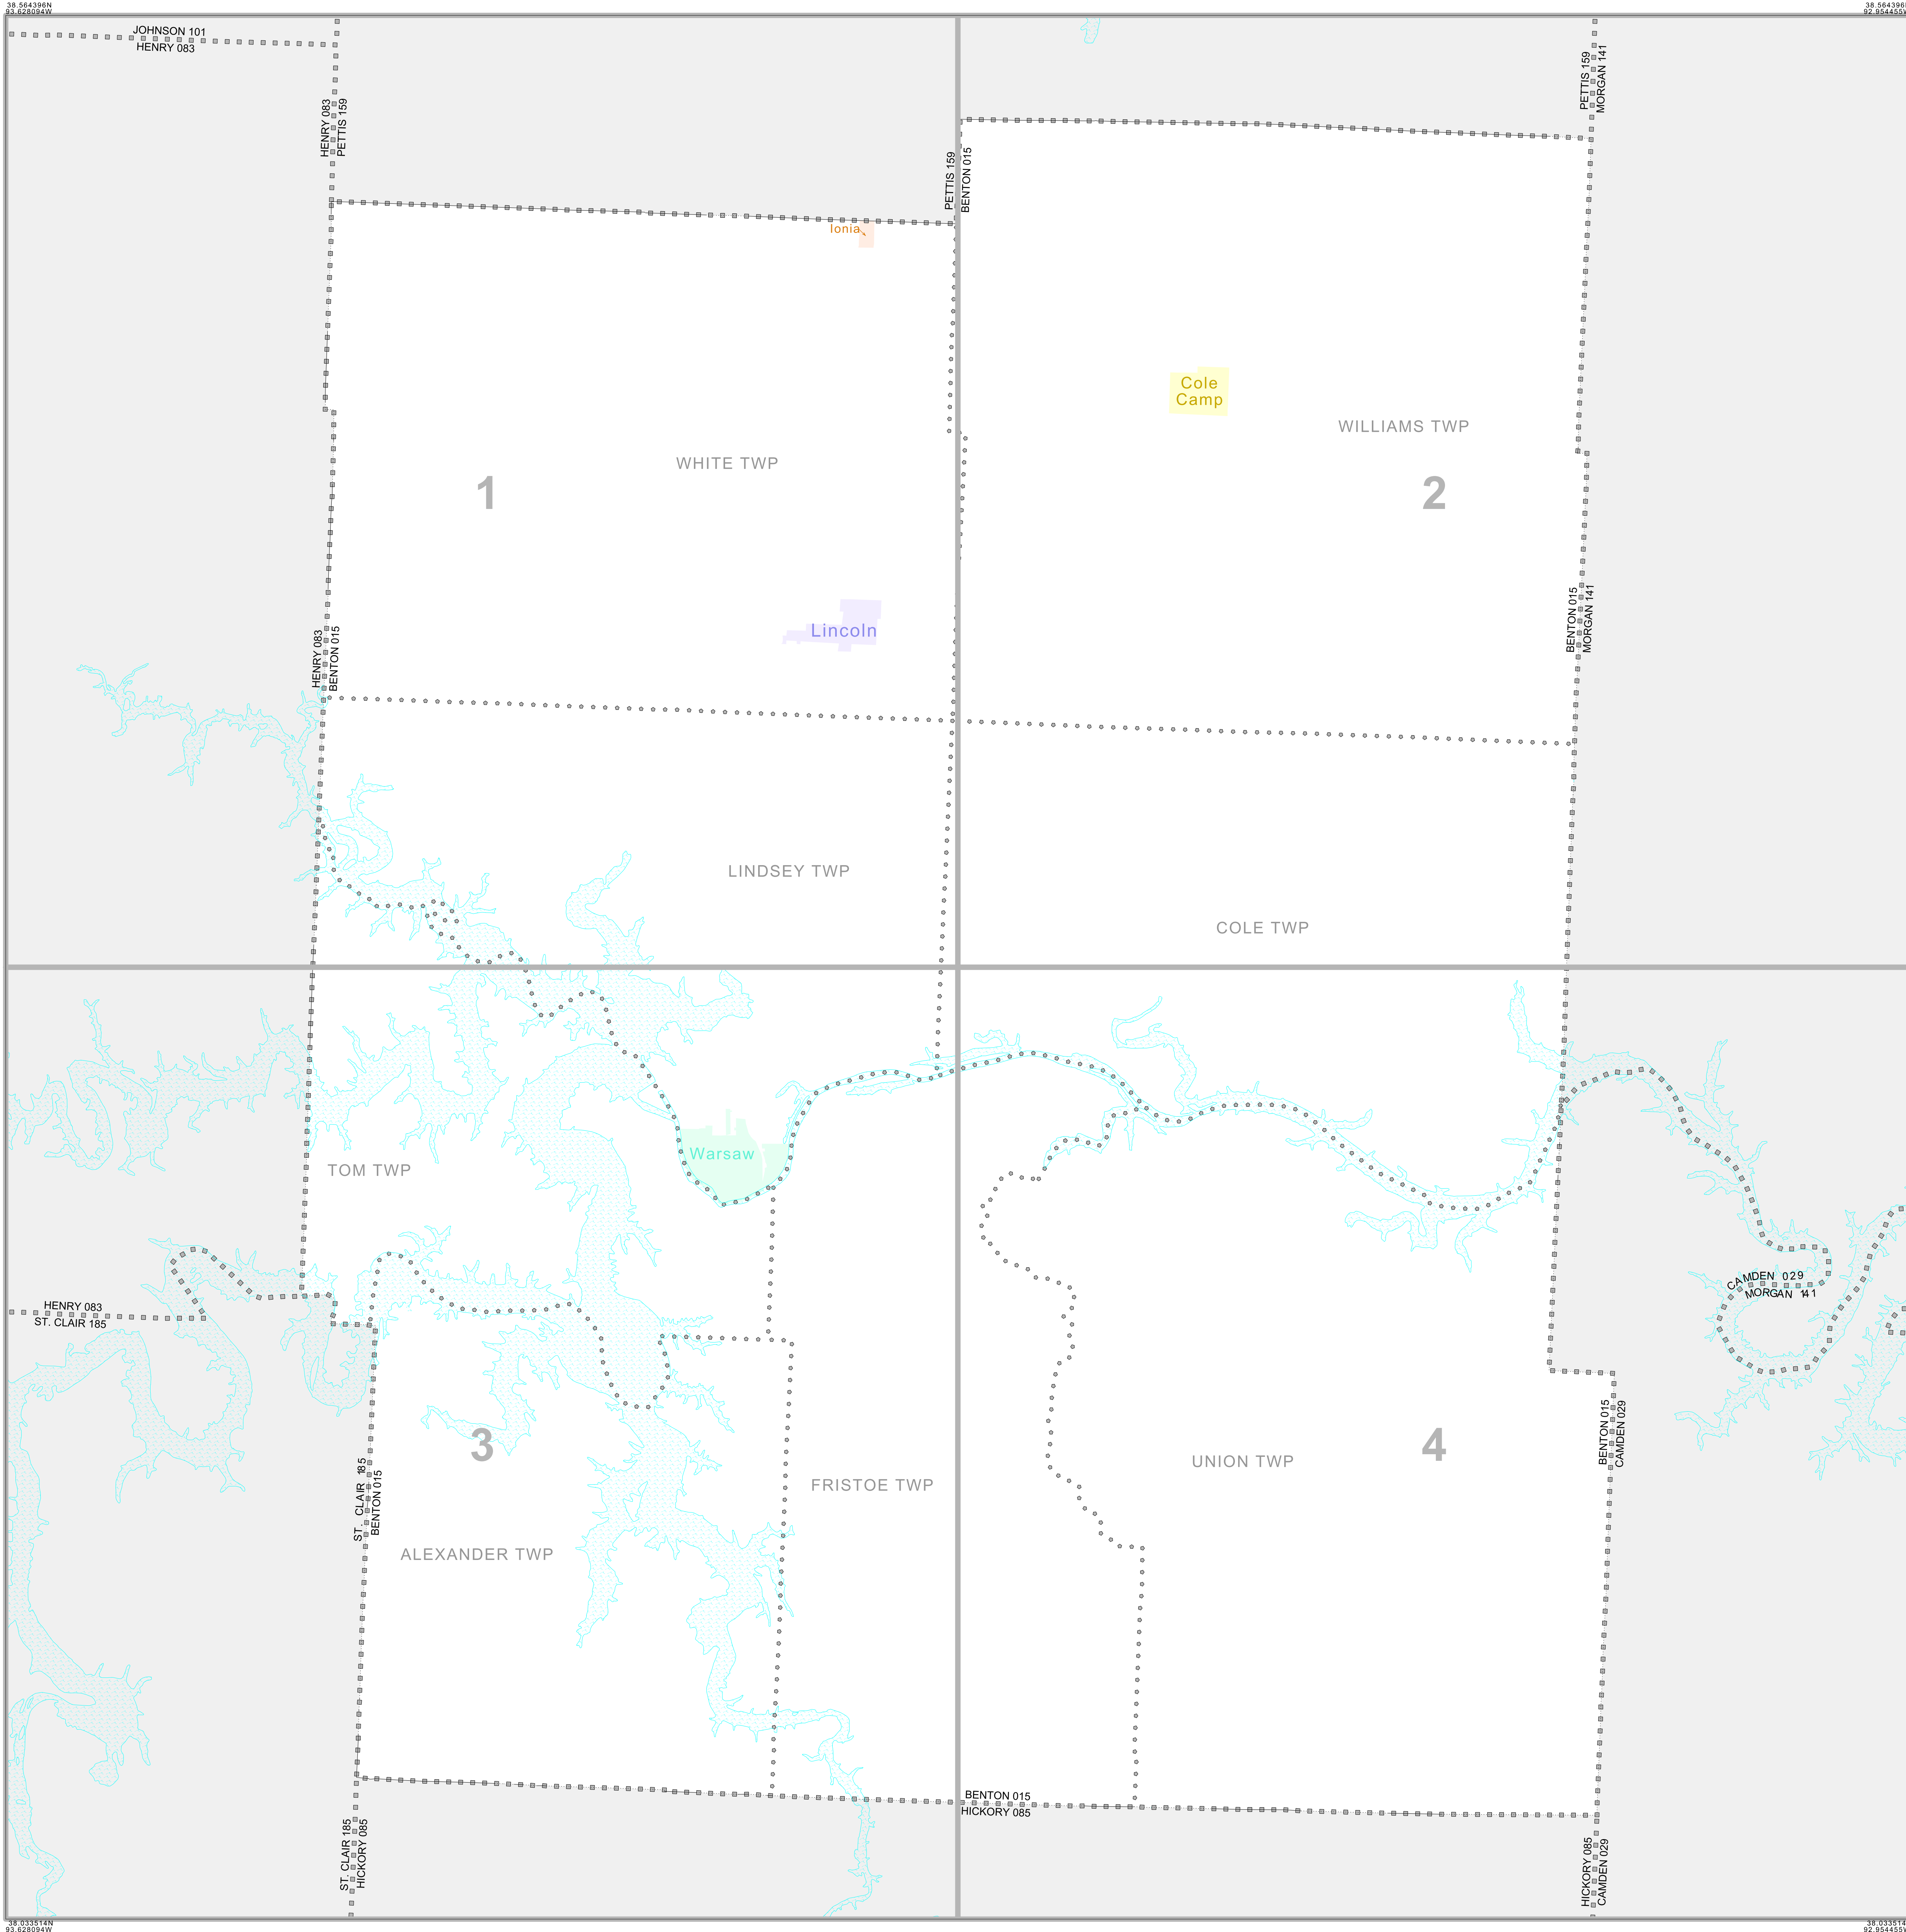 38.564396N
93.628094W
38.564396N
92.954455W
JOHNSON 101
HENRY 083
HENRY 083
PETTIS 159
PETTIS 159
MORGAN 141
PETTIS 159
BENTON 015
Ionia
Cole
Camp
WILLIAMS TWP
WHITE TWP
1
2
Lincoln
HENRY 083
BENTON 015
BENTON 015
MORGAN 141
LINDSEY TWP
COLE TWP
Warsaw
TOM TWP
CAMDEN 029
MORGAN 141
HENRY 083
ST. CLAIR 185
3
4
BENTON 015
CAMDEN 029
UNION TWP
FRISTOE TWP
ST. CLAIR 185
BENTON 015
ALEXANDER TWP
BENTON 015
HICKORY 085
ST. CLAIR 185
HICKORY 085
HICKORY 085
CAMDEN 029
38.033514N
93.628094W
38.033514
92.954455W